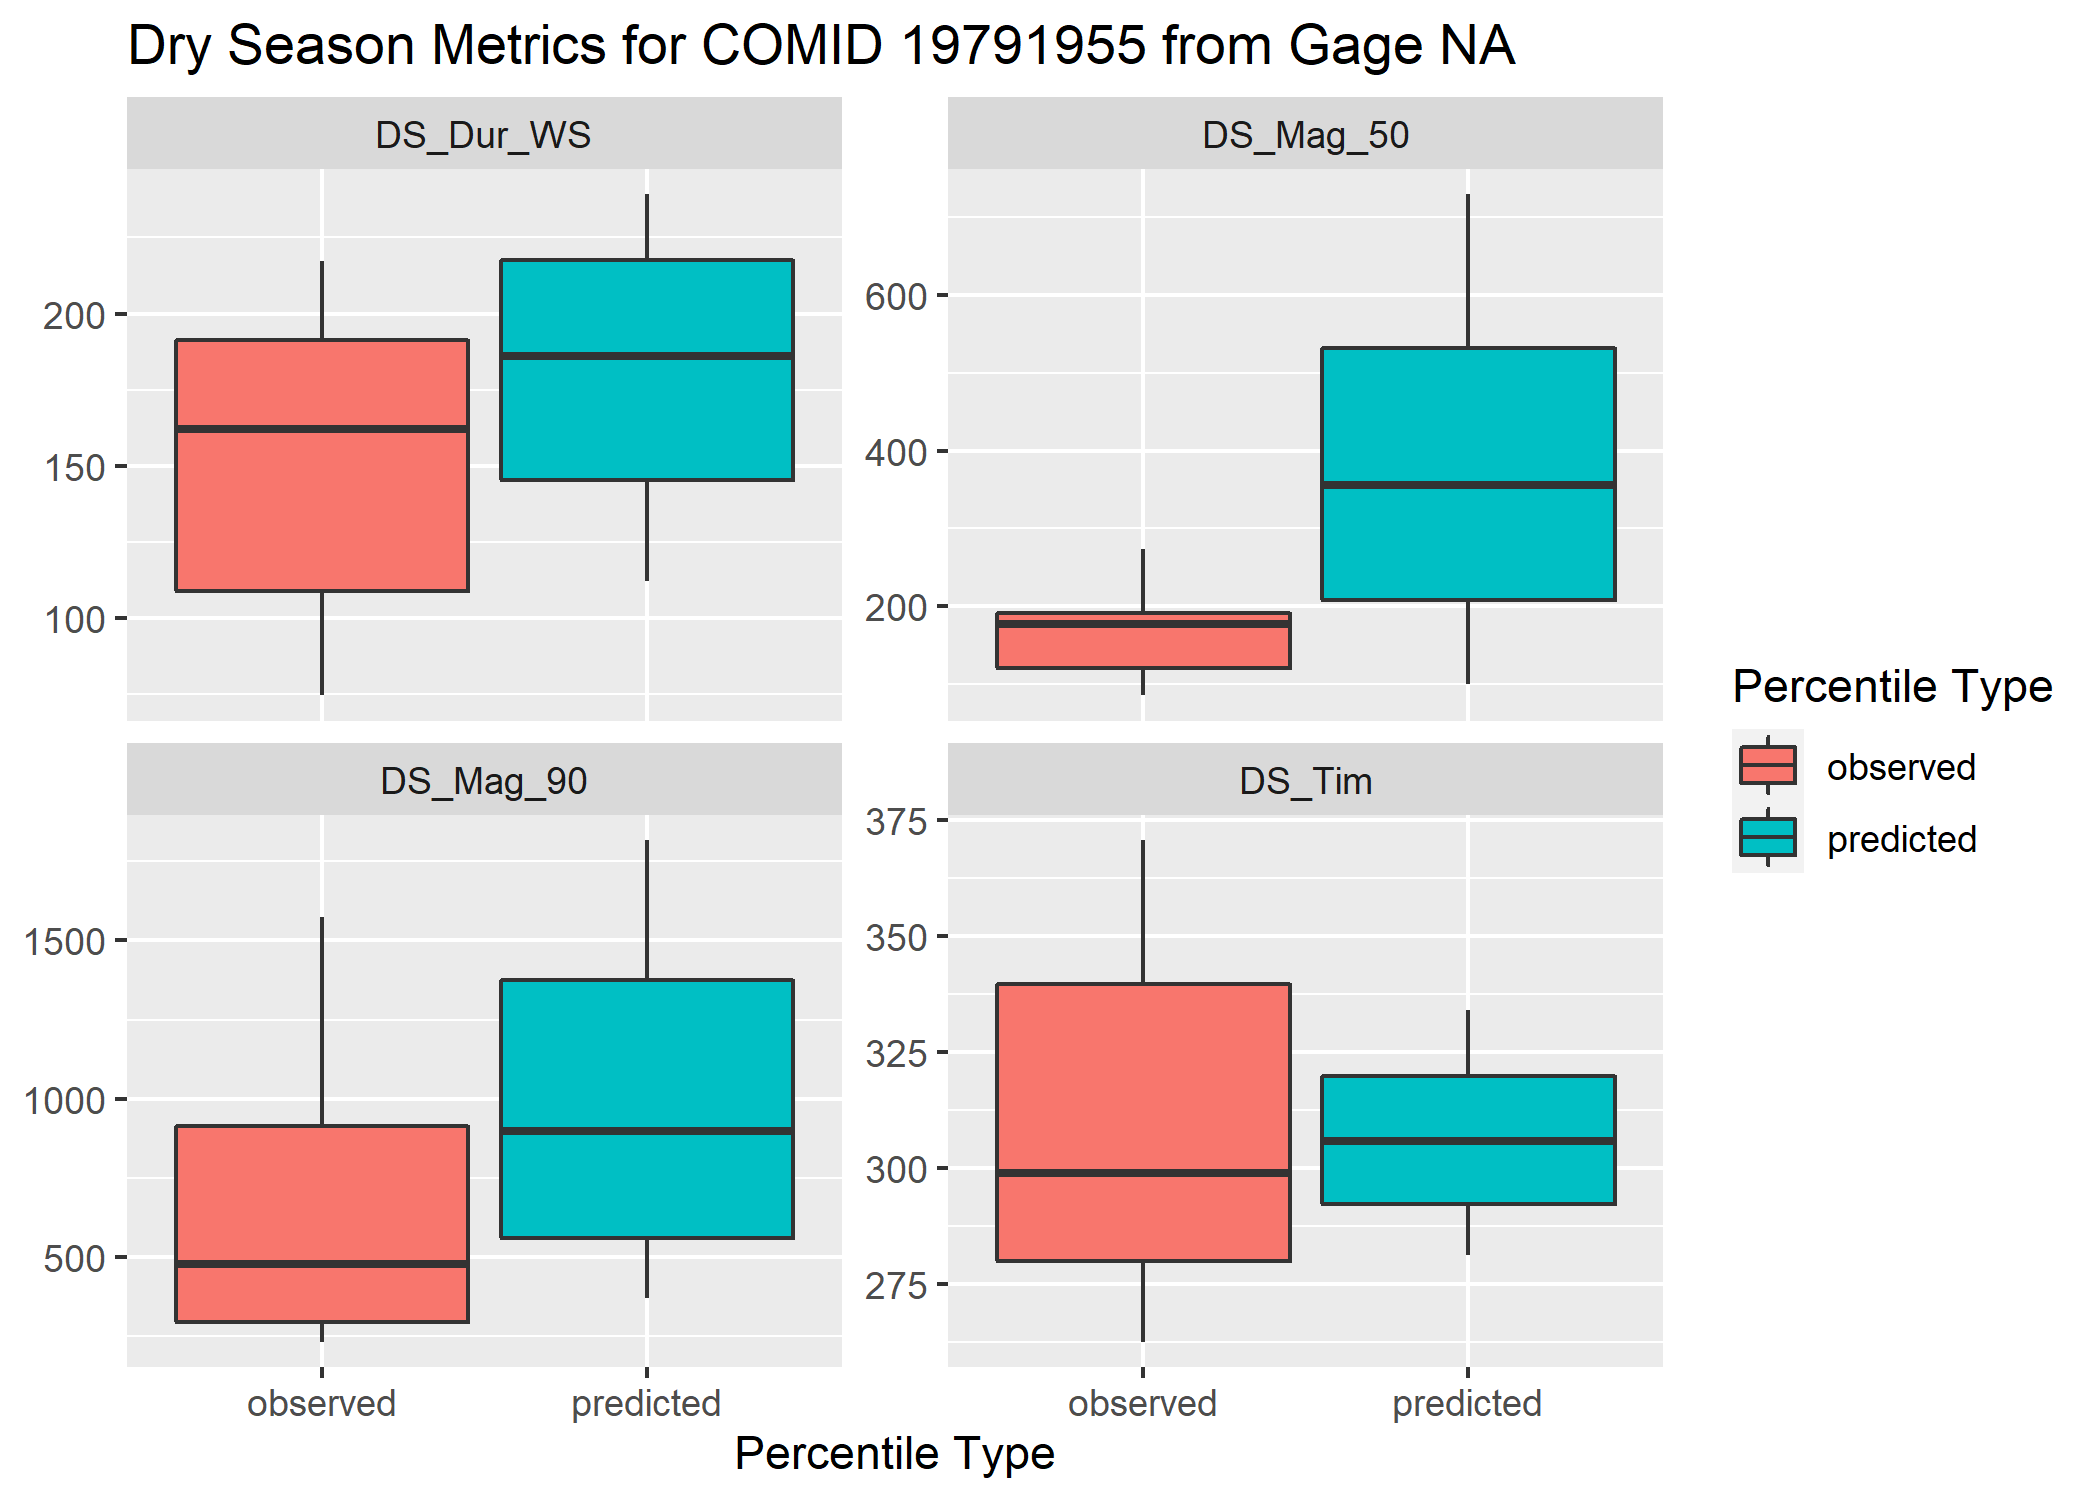 Dry Season Metrics for COMID 19791955 from Gage NA
DS_Dur_WS
200
150
100
DS_Mag_50
600
400
200
DS_Mag_90
1500
1000
500
observed
predicted
DS_Tim
375
350
325
300
275
observed
predicted
Percentile Type
Percentile Type
observed
predicted